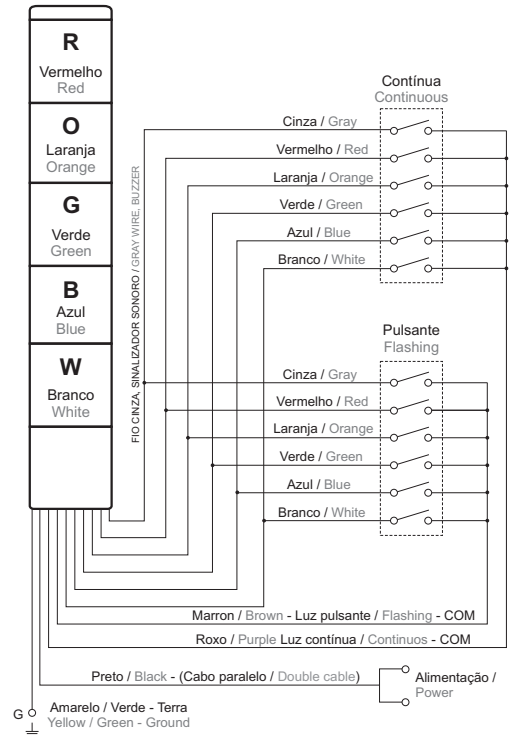 R
Vermelho
Red
O
Laranja
Orange
G
Verde
Green
B
Azul
Blue
W
Branco
White
FIO CINZA, SINALIZADOR SONORO / GRAY WIRE, BUZZER
Contínua
Continuous
Cinza / Gray
Vermelho / Red
Laranja / Orange
Verde / Green
Azul / Blue
Branco / White
Pulsante
Flashing
Cinza / Gray
Vermelho / Red
Laranja / Orange
Verde / Green
Azul / Blue
Branco / White
Marron / Brown - Luz pulsante / Flashing - COM
Roxo / Purple Luz contínua / Continuos - COM
Preto / Black - (Cabo paralelo / Double cable)
Alimentação /
Power
G
Amarelo / Verde - Terra
Yellow / Green - Ground